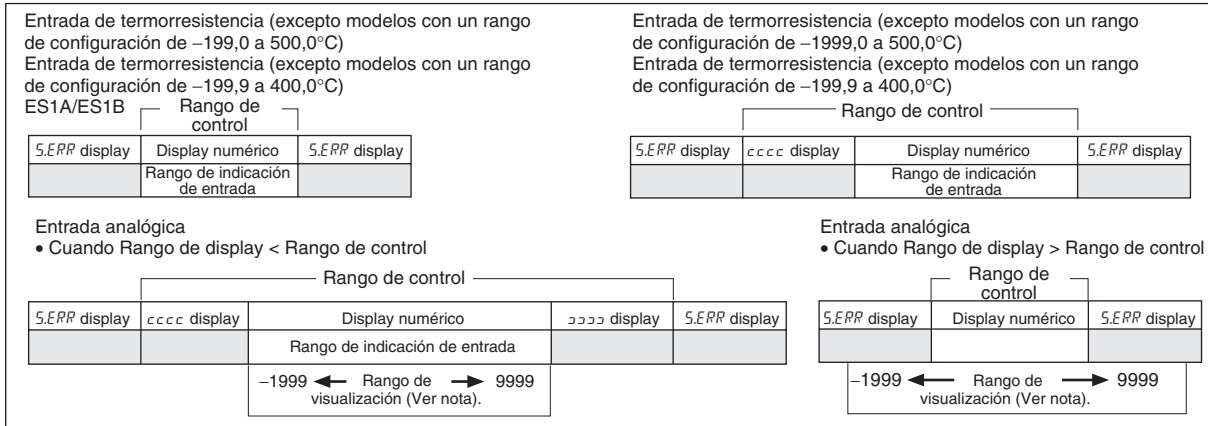 Entrada de termorresistencia (excepto modelos con un rango
de configuración de −199,0 a 500,0°C)
Entrada de termorresistencia (excepto modelos con un rango
de configuración de −199,9 a 400,0°C)
ES1A/ES1B
Rango de
control
S.ERR display
Display numérico
S.ERR display
Rango de indicación
de entrada
Entrada de termorresistencia (excepto modelos con un rango
de configuración de −1999,0 a 500,0°C)
Entrada de termorresistencia (excepto modelos con un rango
de configuración de −199,9 a 400,0°C)
Rango de control
S.ERR display
cccc display
Display numérico
S.ERR display
Rango de indicación
de entrada
Entrada analógica
• Cuando Rango de display < Rango de control
Rango de control
S.ERR display
cccc display
Display numérico
ɔɔɔɔ display
S.ERR display
Rango de indicación de entrada
−1999 ◄ Rango de ► 9999
visualización (Ver nota).
Entrada analógica
• Cuando Rango de display > Rango de control
Rango de
control
S.ERR display
Display numérico
S.ERR display
−1999 ◄ Rango de ► 9999
visualización (Ver nota).